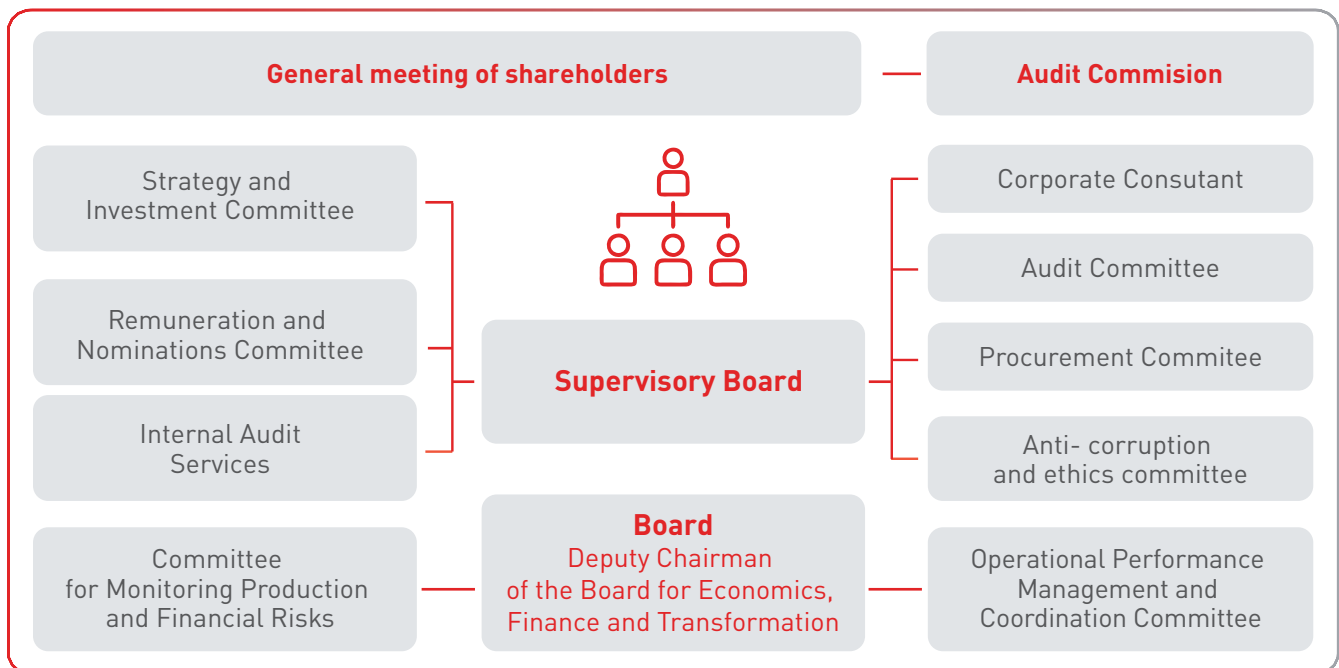 General meeting of shareholders
Audit Commision
Strategy and
Investment Committee
Remuneration and
Nominations Committee
Internal Audit
Services
Supervisory Board
Corporate Consutant
Audit Committee
Procurement Commitee
Anti- corruption
and ethics committee
Committee
for Monitoring Production
and Financial Risks
Board
Deputy Chairman
of the Board for Economics,
Finance and Transformation
Operational Performance
Management and
Coordination Committee